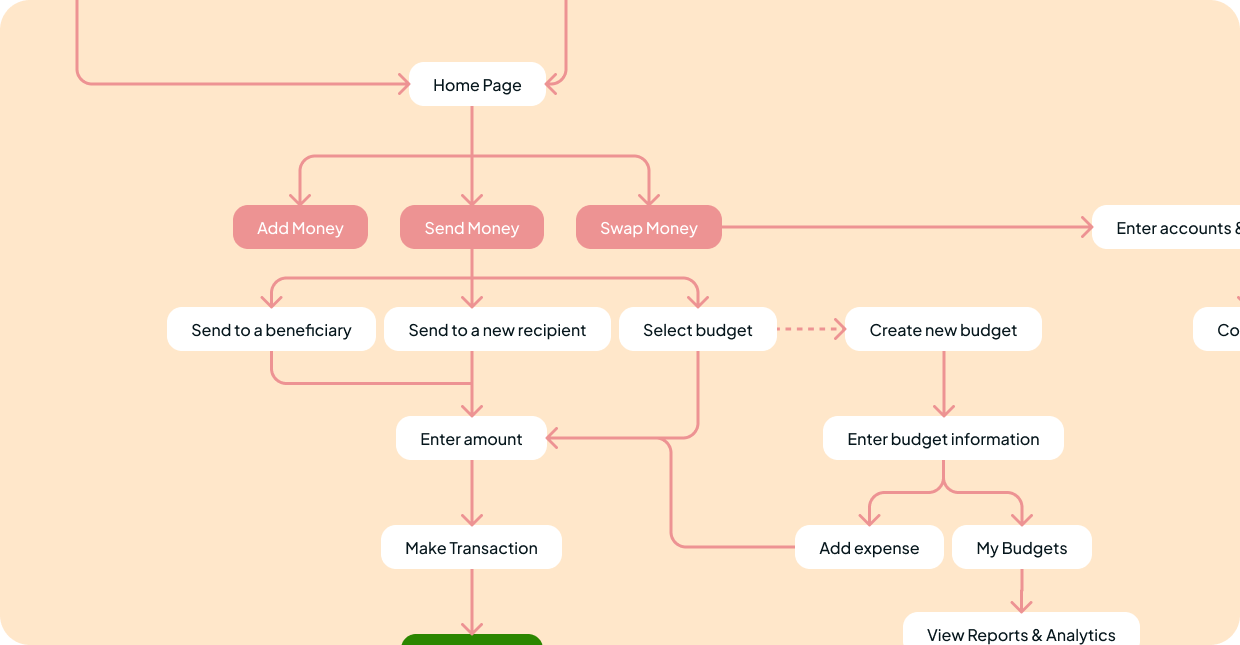 Home Page
Add Money
Send Money
Swap Money
Enter accounts &
Send to a beneficiary
Send to a new recipient
Select budget
Create new budget
Enter amount
Enter budget information
Make Transaction
Add expense
My Budgets
View Reports & Analytics